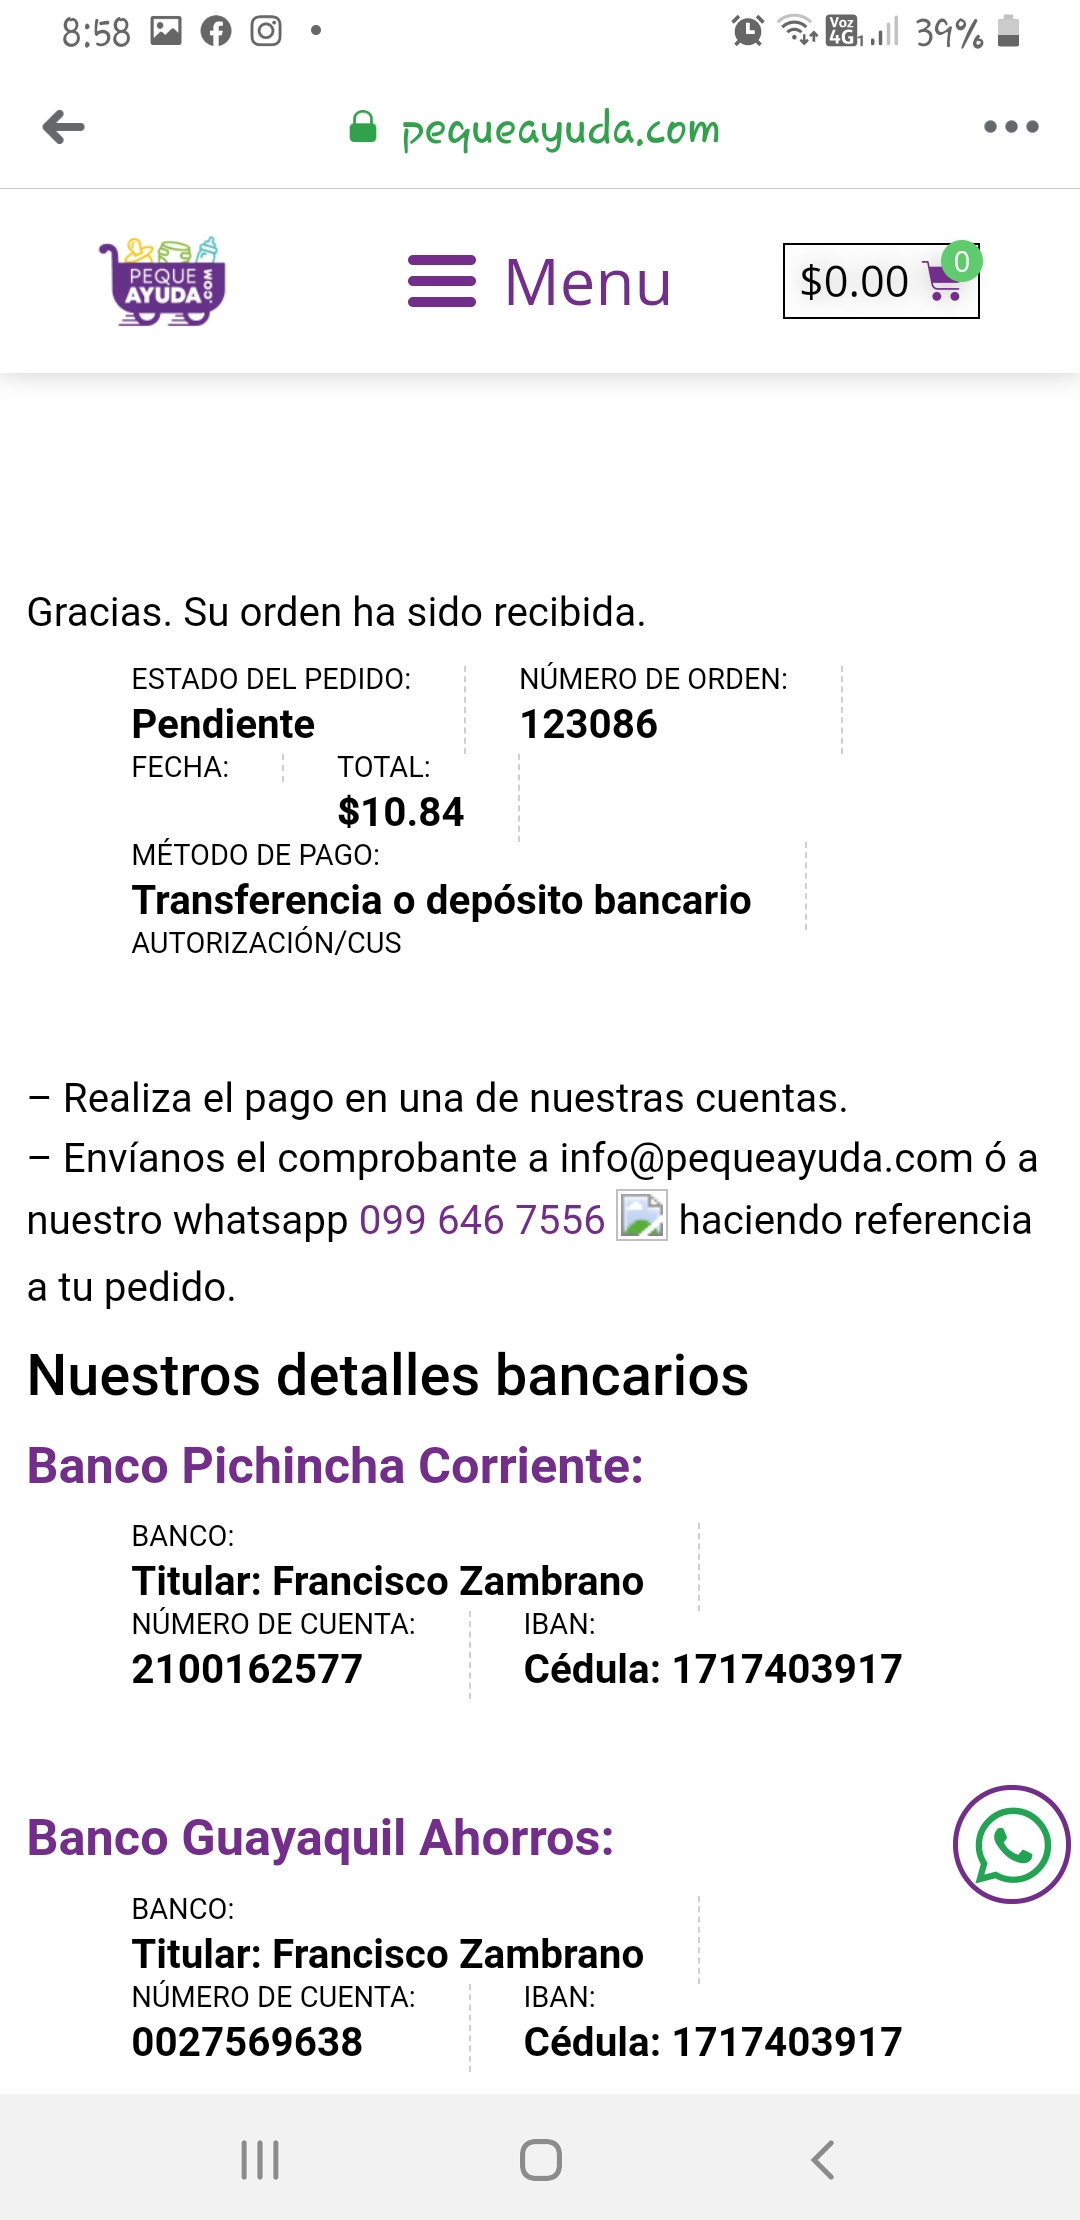 8:58
Voz
4G 1
39%
pequeayuda.com
PEQUE
AYUDA.COM
Menu
$0.00
0
Gracias. Su orden ha sido recibida.
ESTADO DEL PEDIDO: NÚMERO DE ORDEN:
Pendiente 123086
FECHA: TOTAL:
$10.84
MÉTODO DE PAGO:
Transferencia o depósito bancario
AUTORIZACIÓN/CUS
– Realiza el pago en una de nuestras cuentas.
– Envíanos el comprobante a info@pequeayuda.com ó a
nuestro whatsapp 099 646 7556 haciendo referencia
a tu pedido.
Nuestros detalles bancarios
Banco Pichincha Corriente:
BANCO:
Titular: Francisco Zambrano
NÚMERO DE CUENTA: IBAN:
2100162577 Cédula: 1717403917
Banco Guayaquil Ahorros:
BANCO:
Titular: Francisco Zambrano
NÚMERO DE CUENTA: IBAN:
0027569638 Cédula: 1717403917